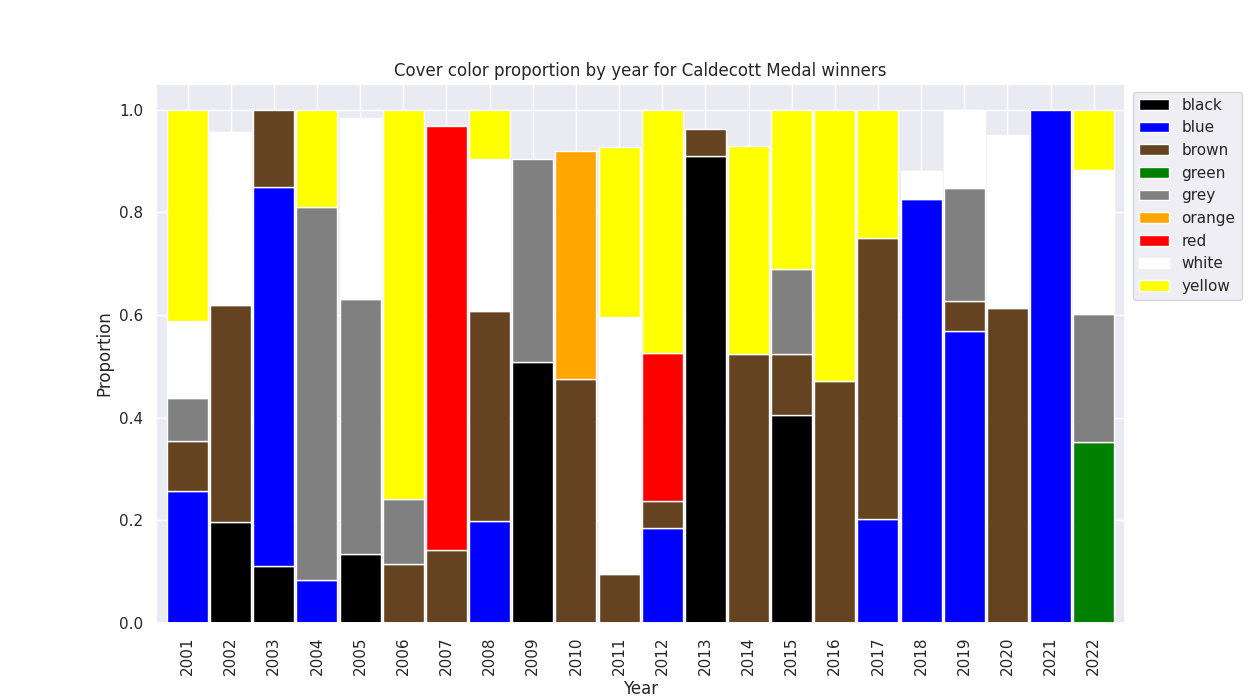 Cover color proportion by year for Caldecott Medal winners
1.0
0.8
0.6
0.4
0.2
0.0
Proportion
2001
2002
2003
2004
2005
2006
2007
2008
2009
2010
2011
2012
2013
2014
2015
2016
2017
2018
2019
2020
2021
2022
Year
black
blue
brown
green
grey
orange
red
white
yellow